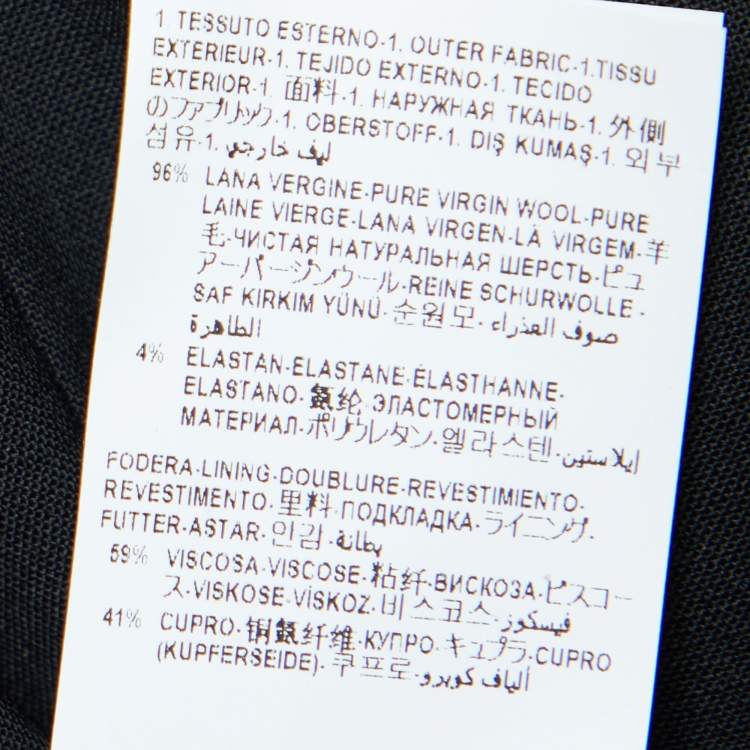 1. TESSUTO ESTERNO-1. OUTER FABRIC-1.TISSU
EXTERIEUR-1. TEJIDO EXTERNO-1. TECIDO
EXTERIOR-1. 面料-1. НАРУЖНАЯ ТКАНЬ-1. 外側
のファブリック-1. OBERSTOFF-1. DIŞ KUMAŞ-1. 외부
섬유-1. ليف خارجي
96% LANA VERGINE-PURE VIRGIN WOOL-PURE
LAINE VIERGE-LANA VIRGEN-LÃ VIRGEM-羊
毛-ЧИСТАЯ НАТУРАЛЬНАЯ ШЕРСТЬ-ピュ
アーバージンウール-REINE SCHURWOLLE-
SAF KIRKIM YÜNÜ-순원모-صوف العذراء
الطاهرة
4% ELASTAN-ELASTANE-ÉLASTHANNE-
ELASTANO-氨纶-ЭЛАСТОМЕРНЫЙ
МАТЕРИАЛ-ポリウレタン-엘라스텐-إيلاستين
FODERA-LINING-DOUBLURE-REVESTIMIENTO-
REVESTIMENTO-里料-ПОДКЛАДКА-ライニング-
FUTTER-ASTAR-안감-بطانة
59% VISCOSA-VISCOSE-粘纤-ВИСКОЗА-ビスコー
ス-VISKOSE-VİSKOZ-비스코스-فيسكوز
41% CUPRO-铜氨纤维-КУПРО-キュプラ-CUPRO
(KUPFERSEIDE)-쿠프로-ألياف كوبرو